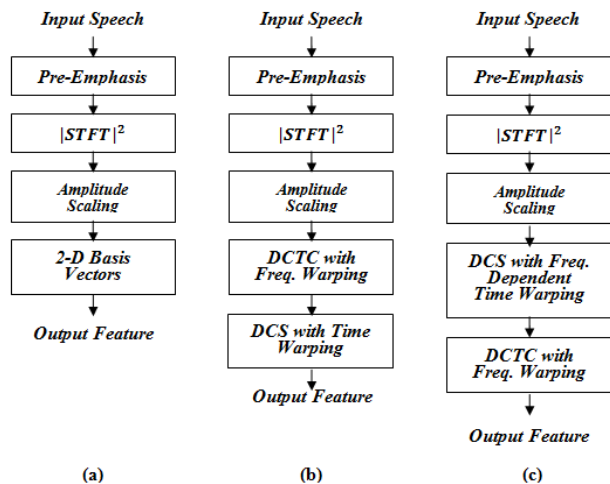 Input Speech
Pre-Emphasis
|STFT|²
Amplitude
Scaling
2-D Basis
Vectors
Output Feature
(a)
Input Speech
Pre-Emphasis
|STFT|²
Amplitude
Scaling
DCTC with
Freq. Warping
DCS with Time
Warping
Output Feature
(b)
Input Speech
Pre-Emphasis
|STFT|²
Amplitude
Scaling
DCS with Freq.
Dependent
Time Warping
DCTC with
Freq. Warping
Output Feature
(c)